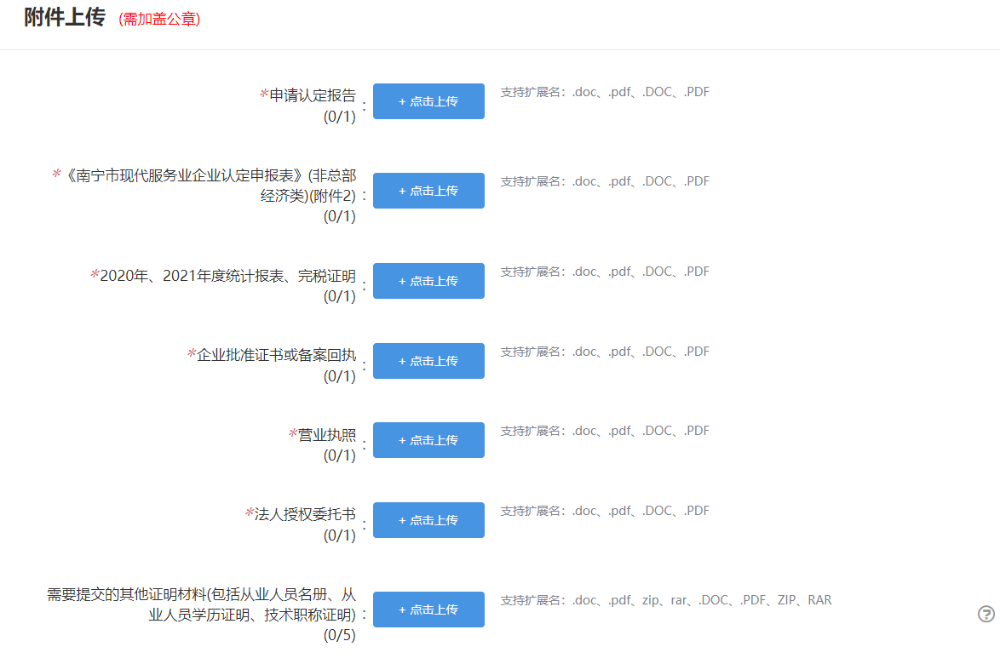 附件上传 (需加盖公章)
*申请认定报告
(0/1) :
+ 点击上传
支持扩展名：.doc、.pdf、.DOC、.PDF
*《南宁市现代服务业企业认定申报表》(非总部
经济类)(附件2) :
(0/1)
+ 点击上传
支持扩展名：.doc、.pdf、.DOC、.PDF
*2020年、2021年度统计报表、完税证明
(0/1) :
+ 点击上传
支持扩展名：.doc、.pdf、.DOC、.PDF
*企业批准证书或备案回执
(0/1) :
+ 点击上传
支持扩展名：.doc、.pdf、.DOC、.PDF
*营业执照
(0/1) :
+ 点击上传
支持扩展名：.doc、.pdf、.DOC、.PDF
*法人授权委托书
(0/1) :
+ 点击上传
支持扩展名：.doc、.pdf、.DOC、.PDF
需要提交的其他证明材料(包括从业人员名册、从
业人员学历证明、技术职称证明) :
(0/5)
+ 点击上传
支持扩展名：.doc、.pdf、zip、rar、.DOC、.PDF、ZIP、RAR
?